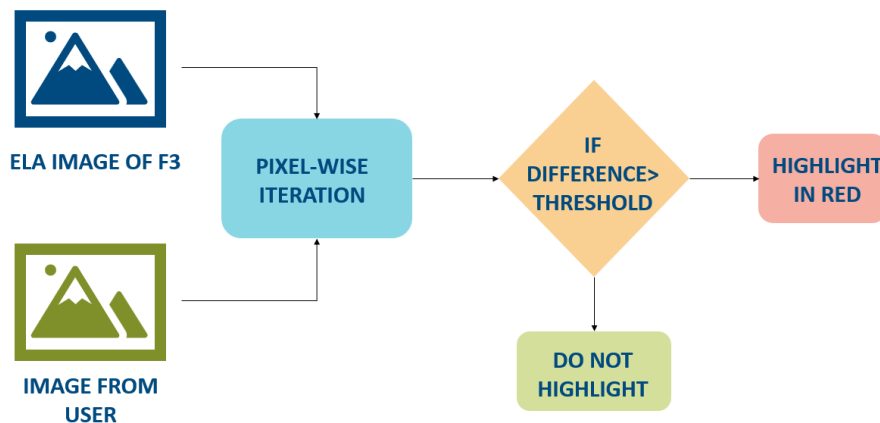 ELA IMAGE OF F3
PIXEL-WISE
ITERATION
IF
DIFFERENCE>
THRESHOLD
HIGHLIGHT
IN RED
DO NOT
HIGHLIGHT
IMAGE FROM
USER